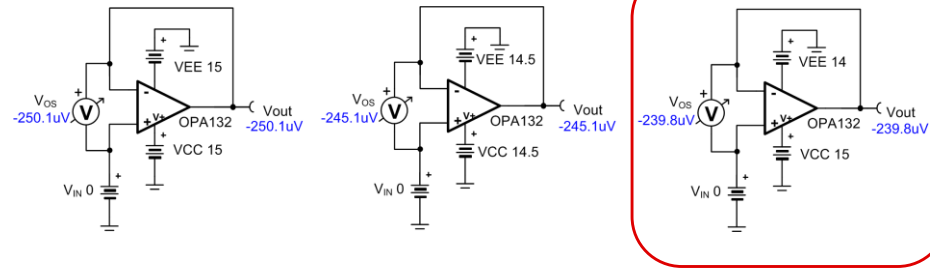 +
VEE 15
+
V
VOS
-250.1uV
-
+
V+
OPA132
Vout
-250.1uV
+
VCC 15
+
VIN 0
+
VEE 14.5
+
V
VOS
-245.1uV
-
+
V+
OPA132
Vout
-245.1uV
+
VCC 14.5
+
VIN 0
+
VEE 14
+
V
VOS
-239.8uV
-
+
V+
OPA132
Vout
-239.8uV
+
VCC 15
+
VIN 0